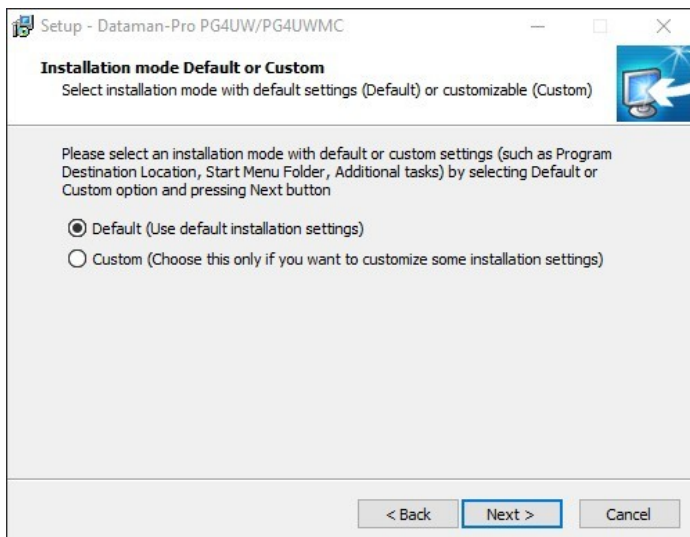 Setup - Dataman-Pro PG4UW/PG4UWMC
Installation mode Default or Custom
Select installation mode with default settings (Default) or customizable (Custom)
Please select an installation mode with default or custom settings (such as Program
Destination Location, Start Menu Folder, Additional tasks) by selecting Default or
Custom option and pressing Next button
Default (Use default installation settings)
Custom (Choose this only if you want to customize some installation settings)
< Back Next > Cancel